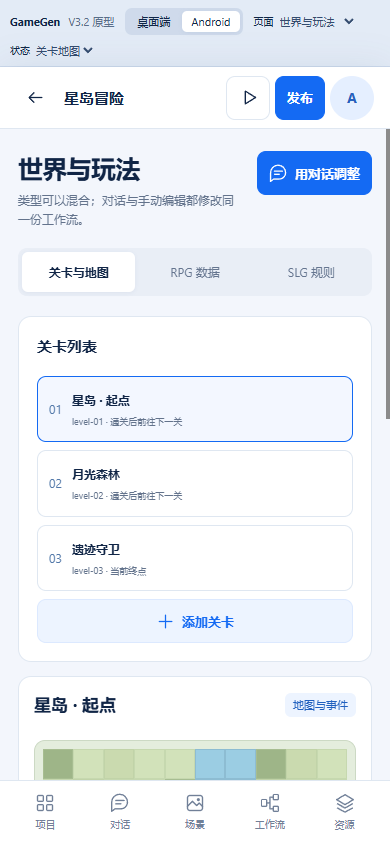 GameGen V3.2 原型 桌面端 Android 页面 世界与玩法
状态 关卡地图
星岛冒险 发布 A
世界与玩法
用对话调整
类型可以混合；对话与手动编辑都修改同
一份工作流。
关卡与地图 RPG 数据 SLG 规则
关卡列表
01 星岛 · 起点
level-01 · 通关后前往下一关
02 月光森林
level-02 · 通关后前往下一关
03 遗迹守卫
level-03 · 当前终点
添加关卡
星岛 · 起点 地图与事件
项目 对话 场景 工作流 资源